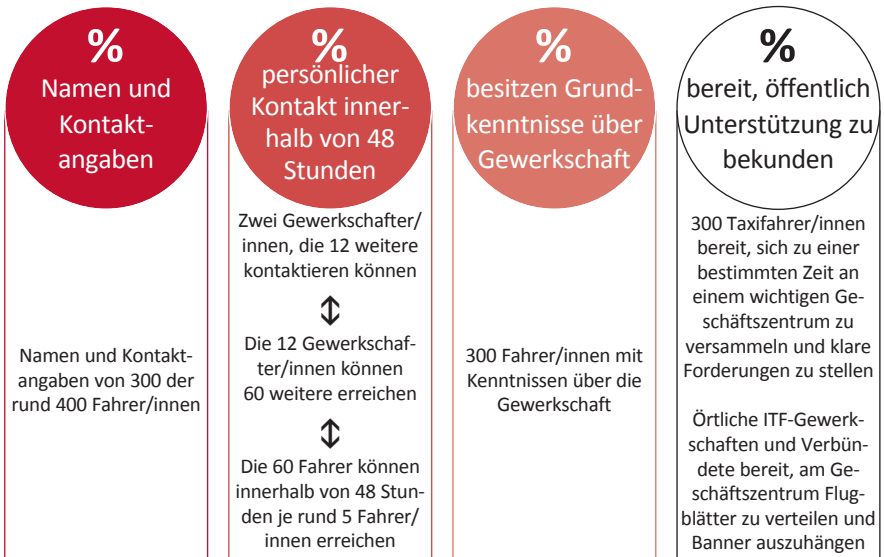 %
Namen und
Kontakt-
angaben
Namen und Kontakt-
angaben von 300 der
rund 400 Fahrer/innen
%
persönlicher
Kontakt inner-
halb von 48
Stunden
Zwei Gewerkschafter/
innen, die 12 weitere
kontaktieren können
⇕
Die 12 Gewerkschaf-
ter/innen können
60 weitere erreichen
⇕
Die 60 Fahrer können
innerhalb von 48 Stun-
den je rund 5 Fahrer/
innen erreichen
%
besitzen Grund-
kenntnisse über
Gewerkschaft
300 Fahrer/innen mit
Kenntnissen über die
Gewerkschaft
%
bereit, öffentlich
Unterstützung zu
bekunden
300 Taxifahrer/innen
bereit, sich zu einer
bestimmten Zeit an
einem wichtigen Ge-
schäftszentrum zu
versammeln und klare
Forderungen zu stellen
Örtliche ITF-Gewerk-
schaften und Verbün-
dete bereit, am Ge-
schäftszentrum Flug-
blätter zu verteilen und
Banner auszuhängen